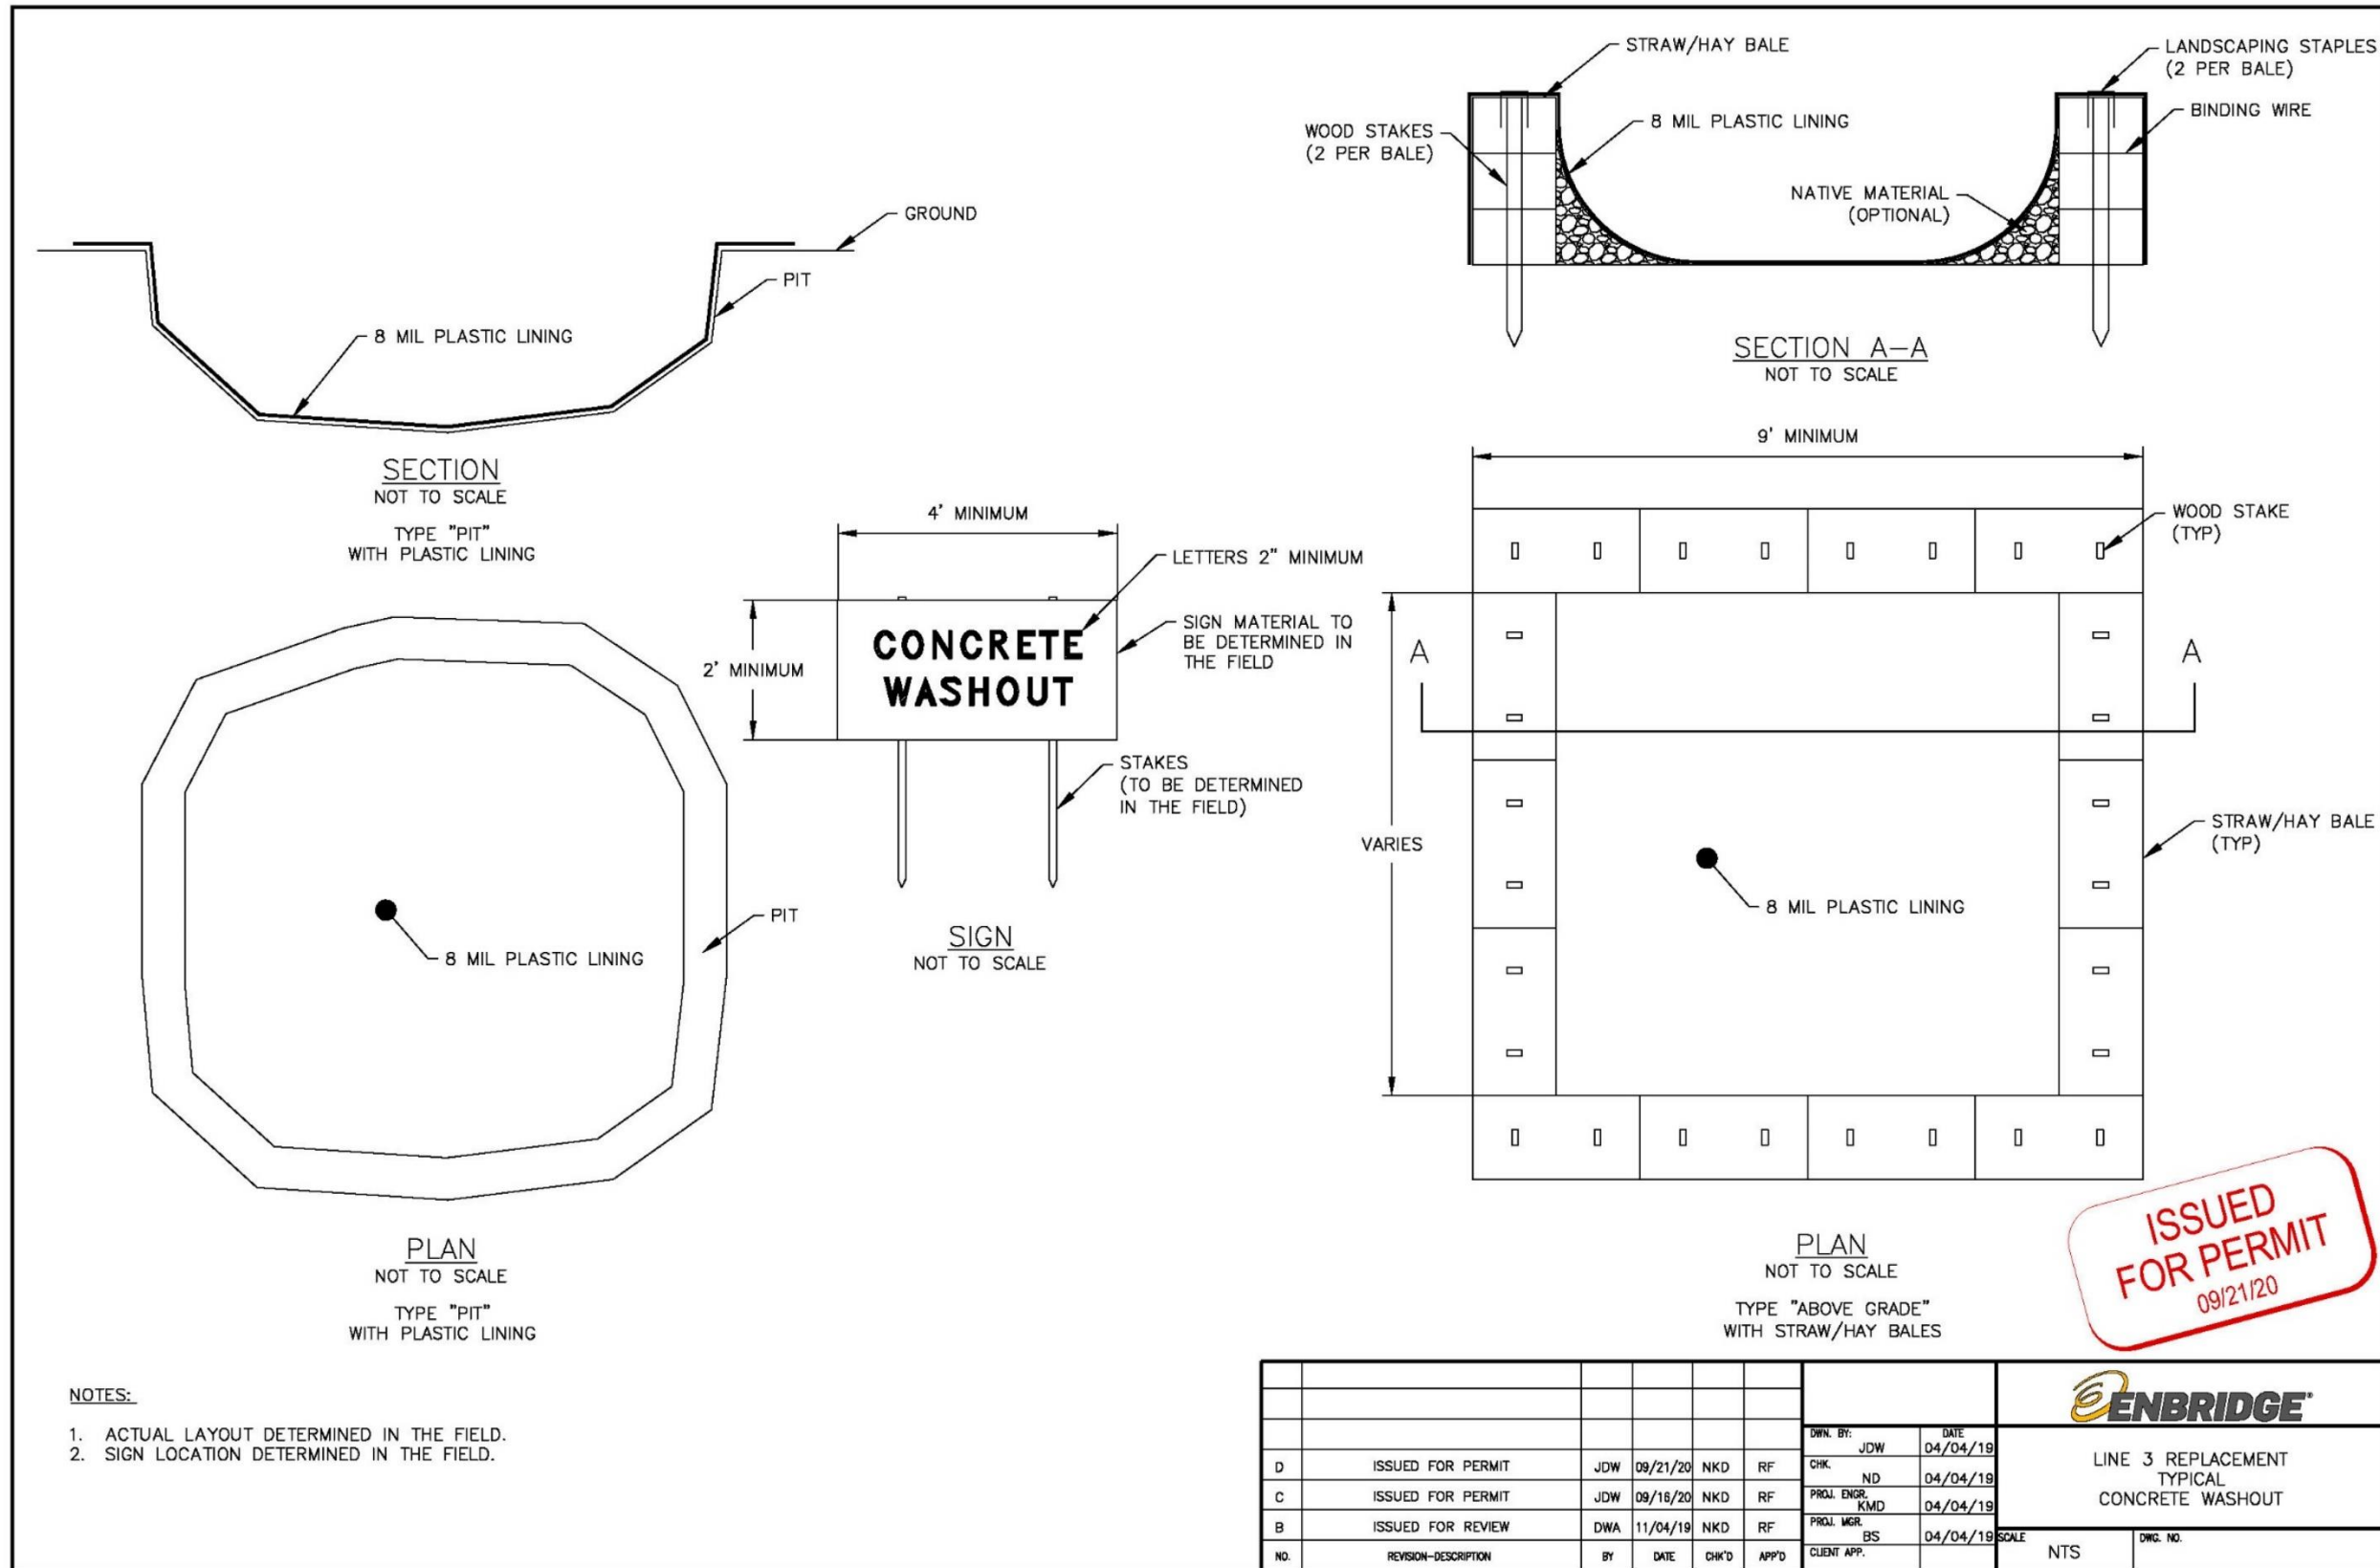 GROUND
PIT
8 MIL PLASTIC LINING
SECTION
NOT TO SCALE
TYPE "PIT"
WITH PLASTIC LINING
8 MIL PLASTIC LINING
PIT
PLAN
NOT TO SCALE
TYPE "PIT"
WITH PLASTIC LINING
4' MINIMUM
2' MINIMUM
CONCRETE
WASHOUT
LETTERS 2" MINIMUM
SIGN MATERIAL TO
BE DETERMINED IN
THE FIELD
STAKES
(TO BE DETERMINED
IN THE FIELD)
SIGN
NOT TO SCALE
STRAW/HAY BALE
LANDSCAPING STAPLES
(2 PER BALE)
BINDING WIRE
WOOD STAKES
(2 PER BALE)
8 MIL PLASTIC LINING
NATIVE MATERIAL
(OPTIONAL)
SECTION A-A
NOT TO SCALE
9' MINIMUM
WOOD STAKE
(TYP)
A
A
VARIES
STRAW/HAY BALE
(TYP)
8 MIL PLASTIC LINING
PLAN
NOT TO SCALE
TYPE "ABOVE GRADE"
WITH STRAW/HAY BALES
ISSUED
FOR PERMIT
09/21/20
NOTES:
1. ACTUAL LAYOUT DETERMINED IN THE FIELD.
2. SIGN LOCATION DETERMINED IN THE FIELD.
D ISSUED FOR PERMIT JDW 09/21/20 NKD RF
C ISSUED FOR PERMIT JDW 09/16/20 NKD RF
B ISSUED FOR REVIEW DWA 11/04/19 NKD RF
NO. REVISION-DESCRIPTION BY DATE CHK'D APP'D
DWN. BY: DATE
JDW 04/04/19
CHK.
ND 04/04/19
PROJ. ENGR.
KMD 04/04/19
PROJ. MGR.
BS 04/04/19
CLIENT APP.
ENBRIDGE®
LINE 3 REPLACEMENT
TYPICAL
CONCRETE WASHOUT
SCALE
NTS
DWG. NO.